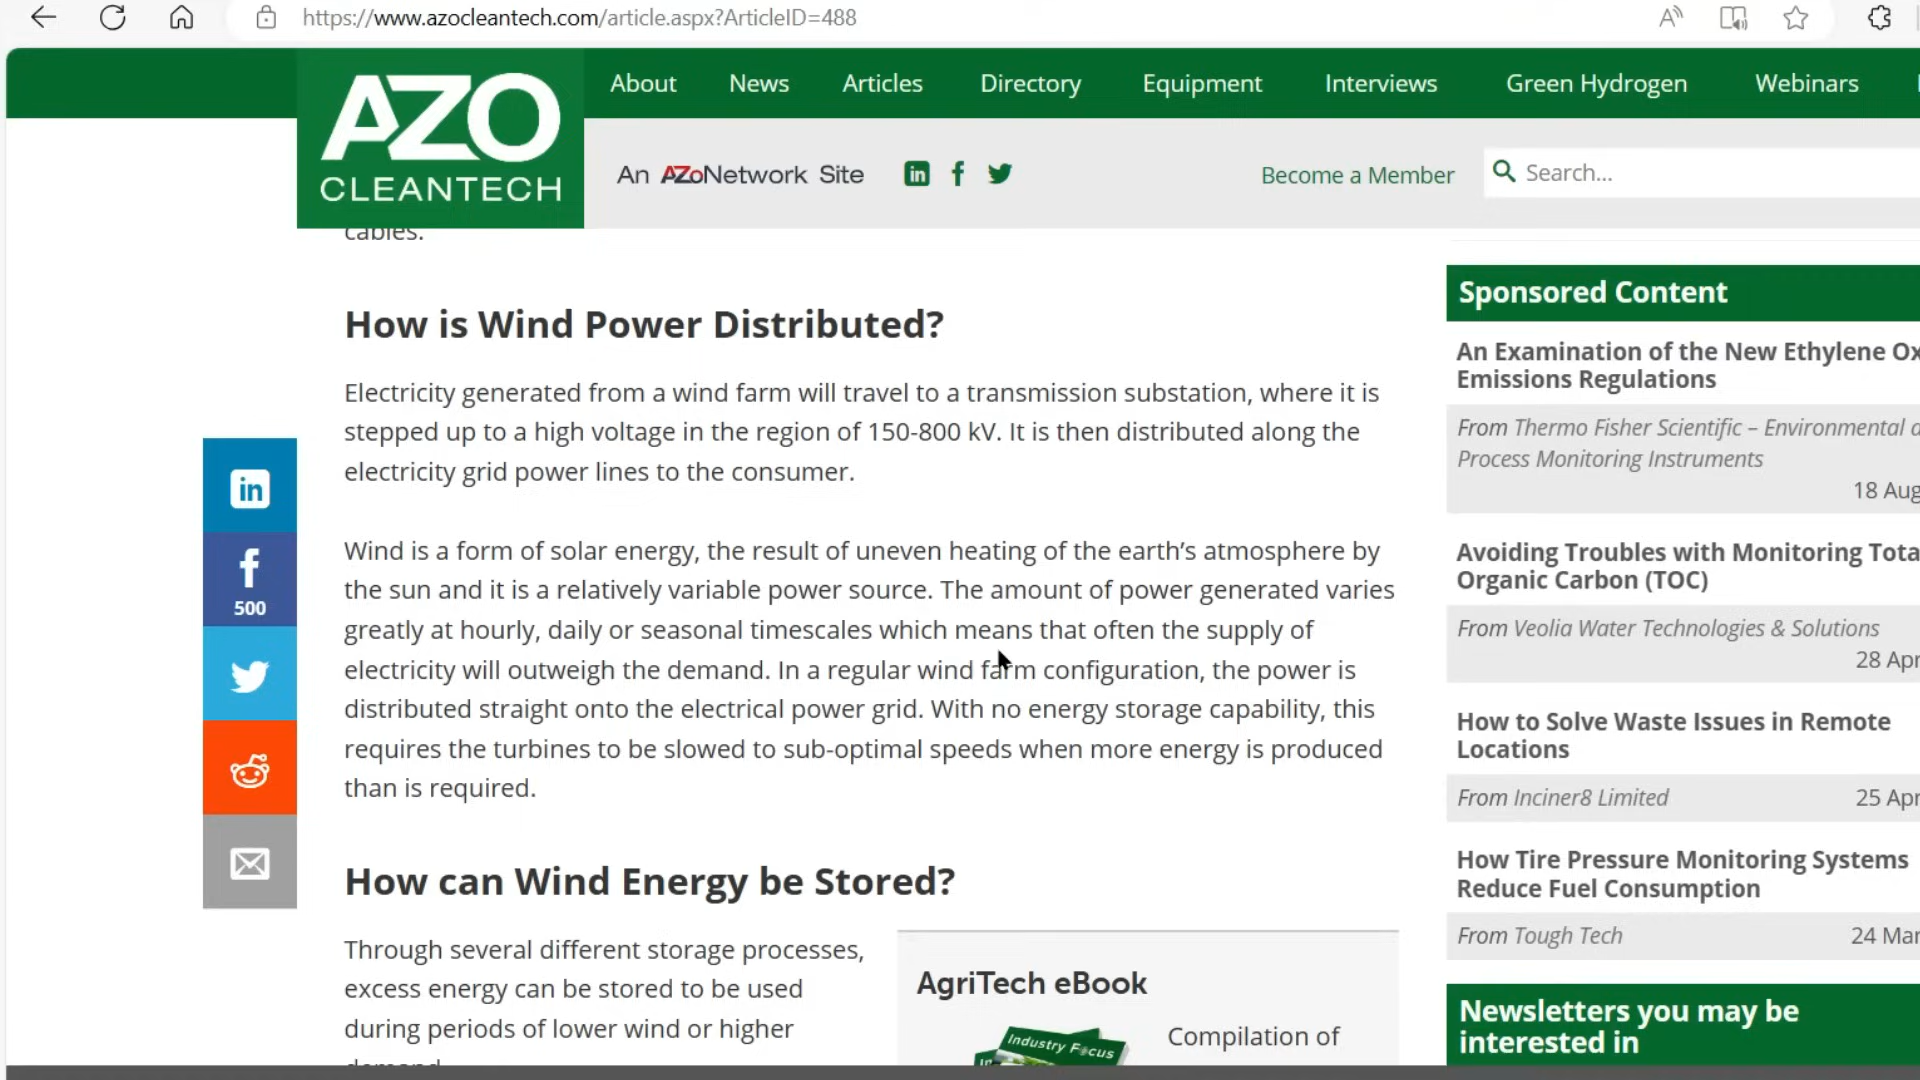 https://www.azocleantech.com/article.aspx?ArticleID=488
About News Articles Directory Equipment Interviews Green Hydrogen Webinars
AZO
CLEANTECH
An AZoNetwork Site
Become a Member
Search...
cables.
How is Wind Power Distributed?
Electricity generated from a wind farm will travel to a transmission substation, where it is
stepped up to a high voltage in the region of 150-800 kV. It is then distributed along the
electricity grid power lines to the consumer.
500
Wind is a form of solar energy, the result of uneven heating of the earth's atmosphere by
the sun and it is a relatively variable power source. The amount of power generated varies
greatly at hourly, daily or seasonal timescales which means that often the supply of
electricity will outweigh the demand. In a regular wind farm configuration, the power is
distributed straight onto the electrical power grid. With no energy storage capability, this
requires the turbines to be slowed to sub-optimal speeds when more energy is produced
than is required.
How can Wind Energy be Stored?
Through several different storage processes,
excess energy can be stored to be used
during periods of lower wind or higher
demand.
AgriTech eBook
Industry Focus
Compilation of
Sponsored Content
An Examination of the New Ethylene Ox
Emissions Regulations
From Thermo Fisher Scientific – Environmental a
Process Monitoring Instruments
18 Aug
Avoiding Troubles with Monitoring Tota
Organic Carbon (TOC)
From Veolia Water Technologies & Solutions
28 Apr
How to Solve Waste Issues in Remote
Locations
From Inciner8 Limited 25 Apr
How Tire Pressure Monitoring Systems
Reduce Fuel Consumption
From Tough Tech 24 Mar
Newsletters you may be
interested in